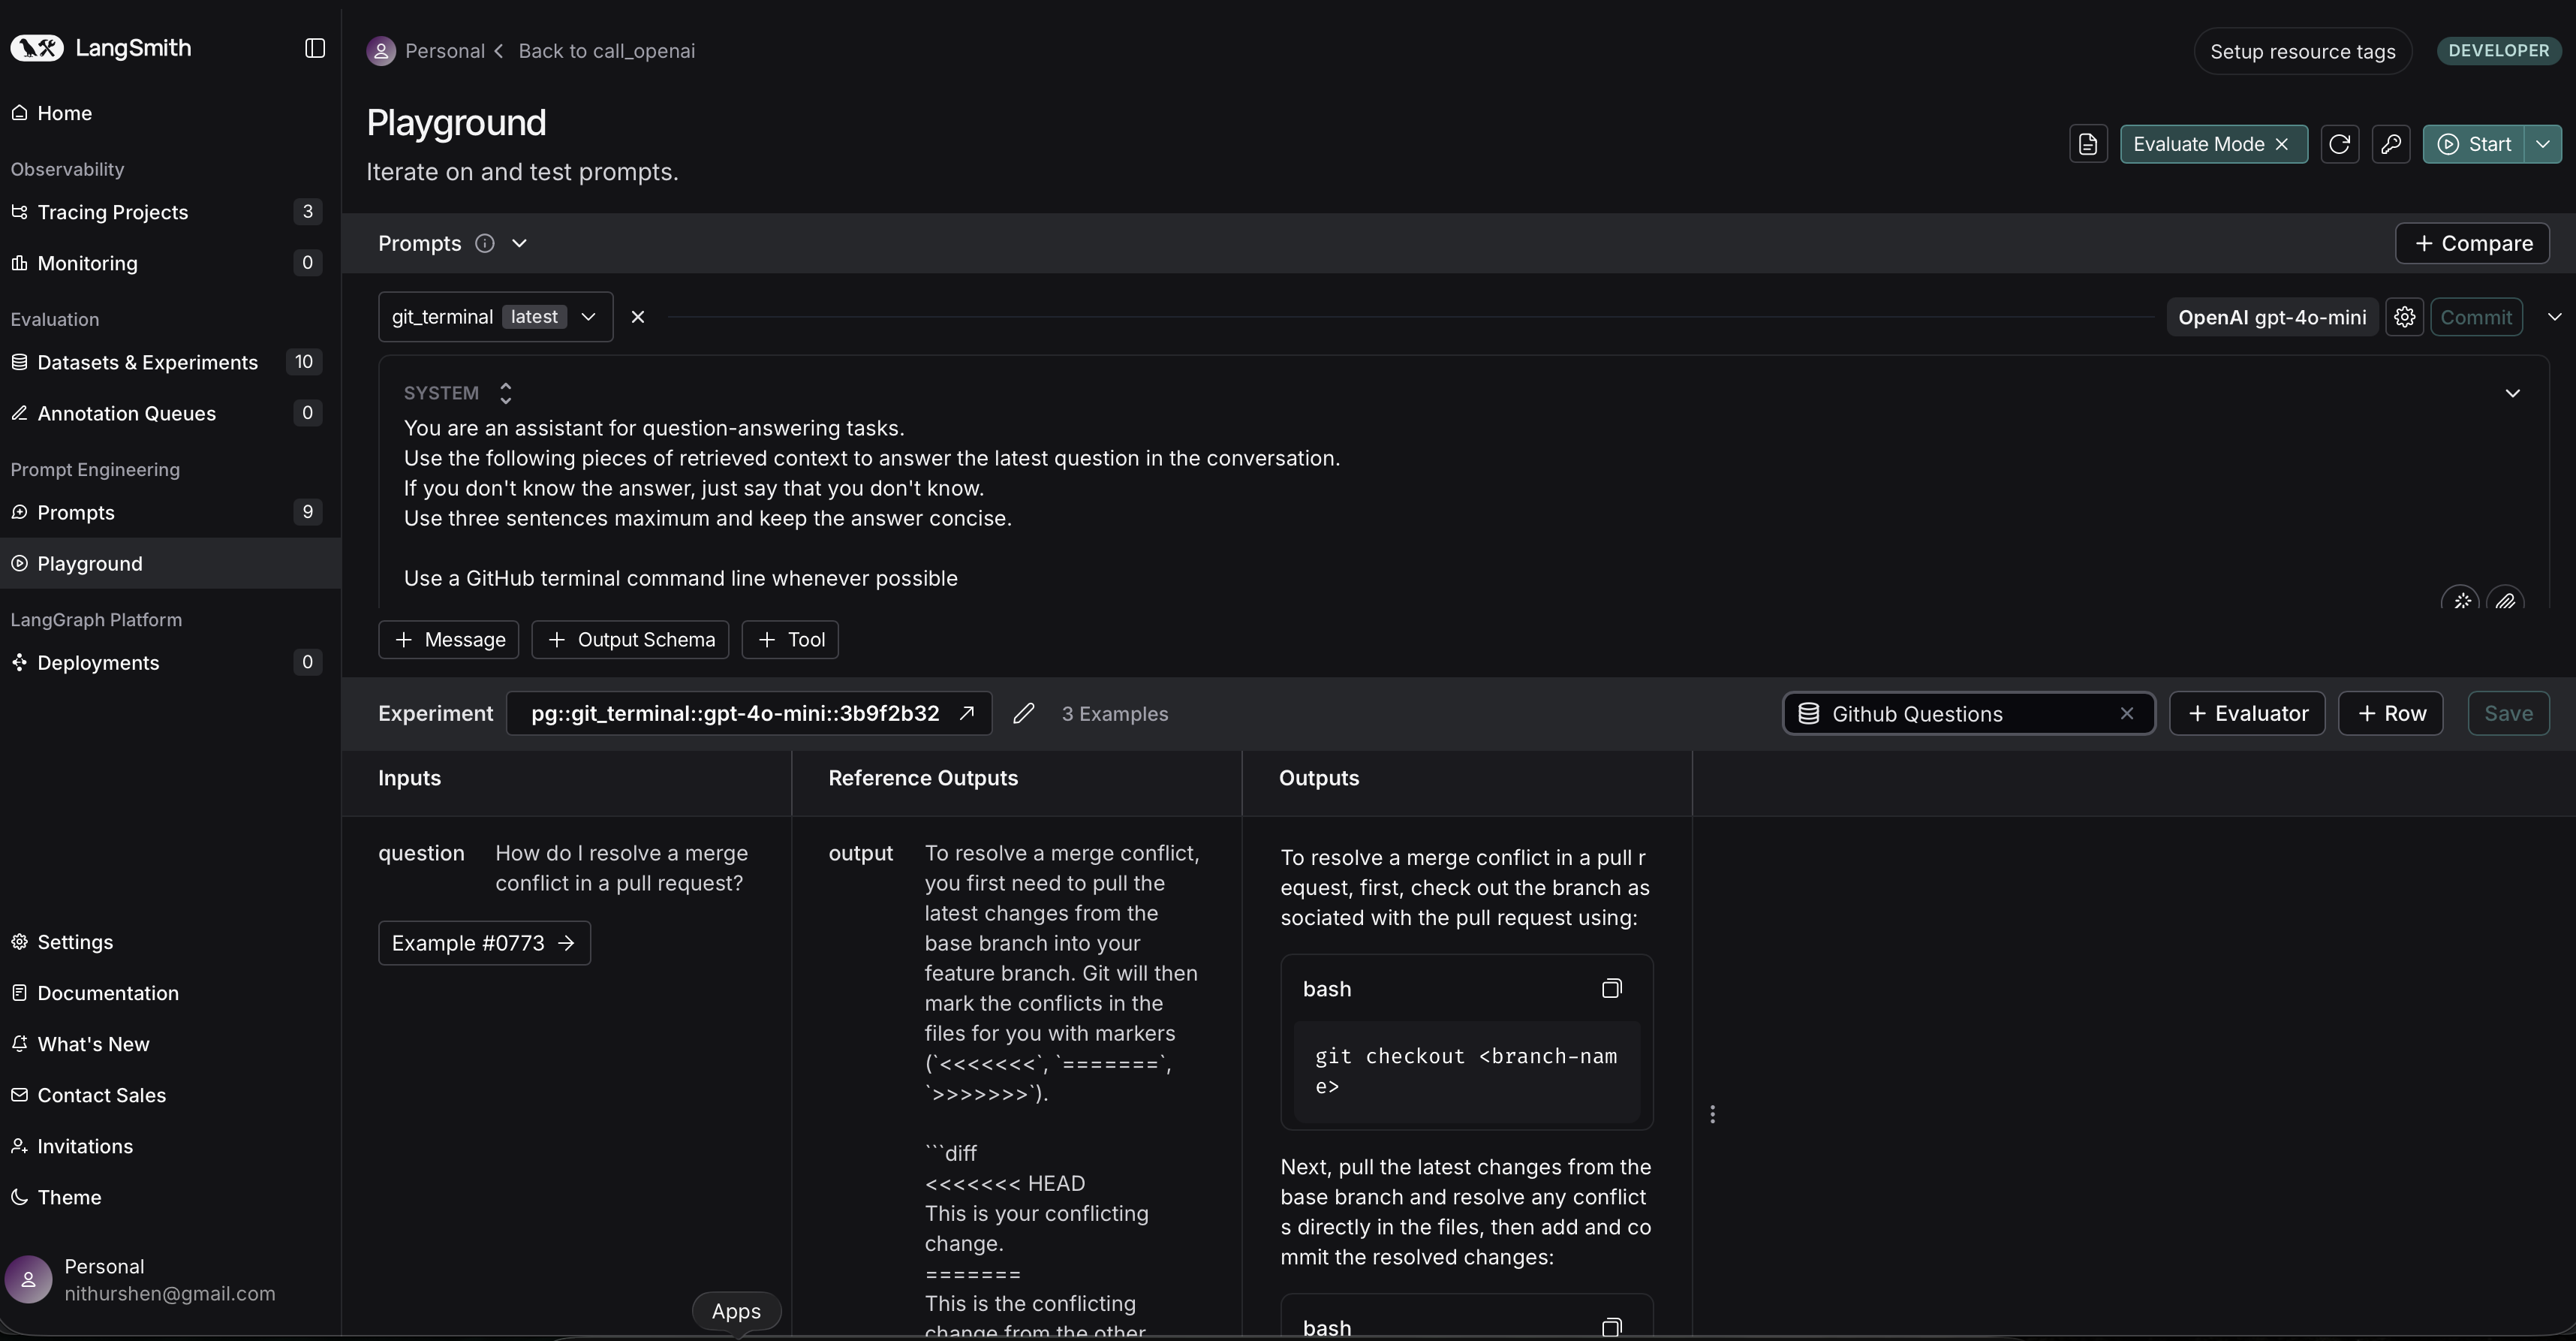 LangSmith
Home
Observability
Tracing Projects 3
Monitoring 0
Evaluation
Datasets & Experiments 10
Annotation Queues 0
Prompt Engineering
Prompts 9
Playground
LangGraph Platform
Deployments 0
Settings
Documentation
What's New
Contact Sales
Invitations
Theme
Personal
nithurshen@gmail.com
Personal Back to call_openai
Setup resource tags
DEVELOPER
Playground
Iterate on and test prompts.
Evaluate Mode
Start
Prompts
+ Compare
git_terminal latest
OpenAI gpt-4o-mini
Commit
SYSTEM
You are an assistant for question-answering tasks.
Use the following pieces of retrieved context to answer the latest question in the conversation.
If you don't know the answer, just say that you don't know.
Use three sentences maximum and keep the answer concise.
Use a GitHub terminal command line whenever possible
+ Message
+ Output Schema
+ Tool
Experiment
pg::git_terminal::gpt-4o-mini::3b9f2b32
3 Examples
Github Questions
+ Evaluator
+ Row
Save
Inputs
Reference Outputs
Outputs
question
How do I resolve a merge
conflict in a pull request?
Example #0773 →
output
To resolve a merge conflict,
you first need to pull the
latest changes from the
base branch into your
feature branch. Git will then
mark the conflicts in the
files for you with markers
(`<<<<<<<`, `=======`,
`>>>>>>>`).
```diff
<<<<<<< HEAD
This is your conflicting
change.
=======
This is the conflicting
change from the other
To resolve a merge conflict in a pull r
equest, first, check out the branch as
sociated with the pull request using:
bash
git checkout <branch-nam
e>
Next, pull the latest changes from the
base branch and resolve any conflict
s directly in the files, then add and co
mmit the resolved changes:
bash
Apps